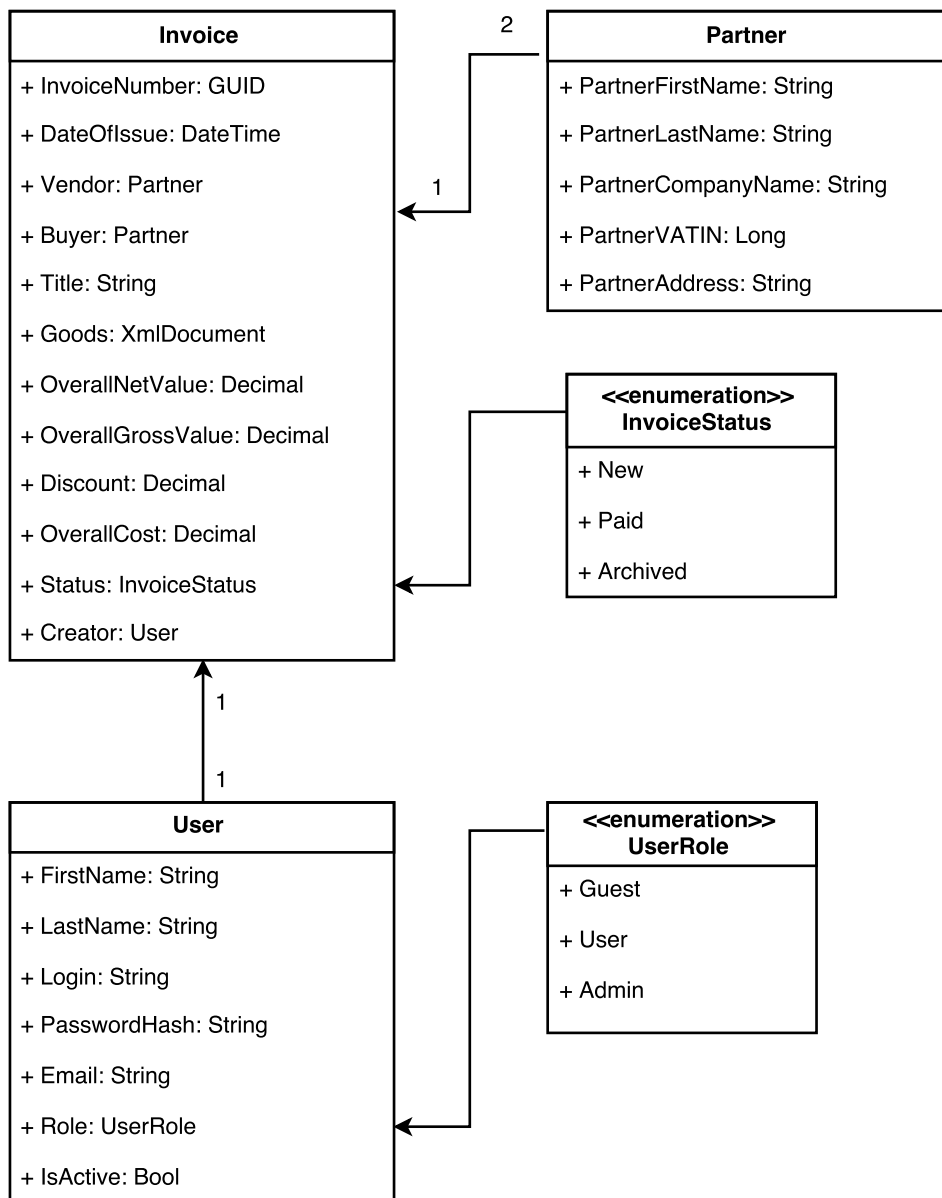 Invoice
+ InvoiceNumber: GUID
+ DateOfIssue: DateTime
+ Vendor: Partner
+ Buyer: Partner
+ Title: String
+ Goods: XmlDocument
+ OverallNetValue: Decimal
+ OverallGrossValue: Decimal
+ Discount: Decimal
+ OverallCost: Decimal
+ Status: InvoiceStatus
+ Creator: User
2
1
Partner
+ PartnerFirstName: String
+ PartnerLastName: String
+ PartnerCompanyName: String
+ PartnerVATIN: Long
+ PartnerAddress: String
<<enumeration>>
InvoiceStatus
+ New
+ Paid
+ Archived
1
1
User
+ FirstName: String
+ LastName: String
+ Login: String
+ PasswordHash: String
+ Email: String
+ Role: UserRole
+ IsActive: Bool
<<enumeration>>
UserRole
+ Guest
+ User
+ Admin